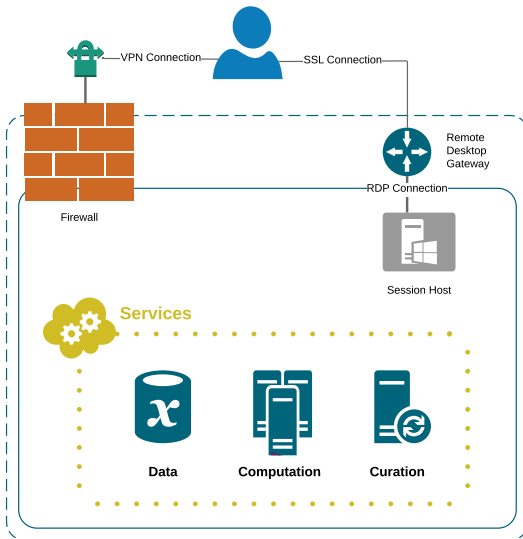 VPN Connection
SSL Connection
Remote
Desktop
Gateway
RDP Connection
Firewall
Session Host
Services
x
Data
Computation
Curation